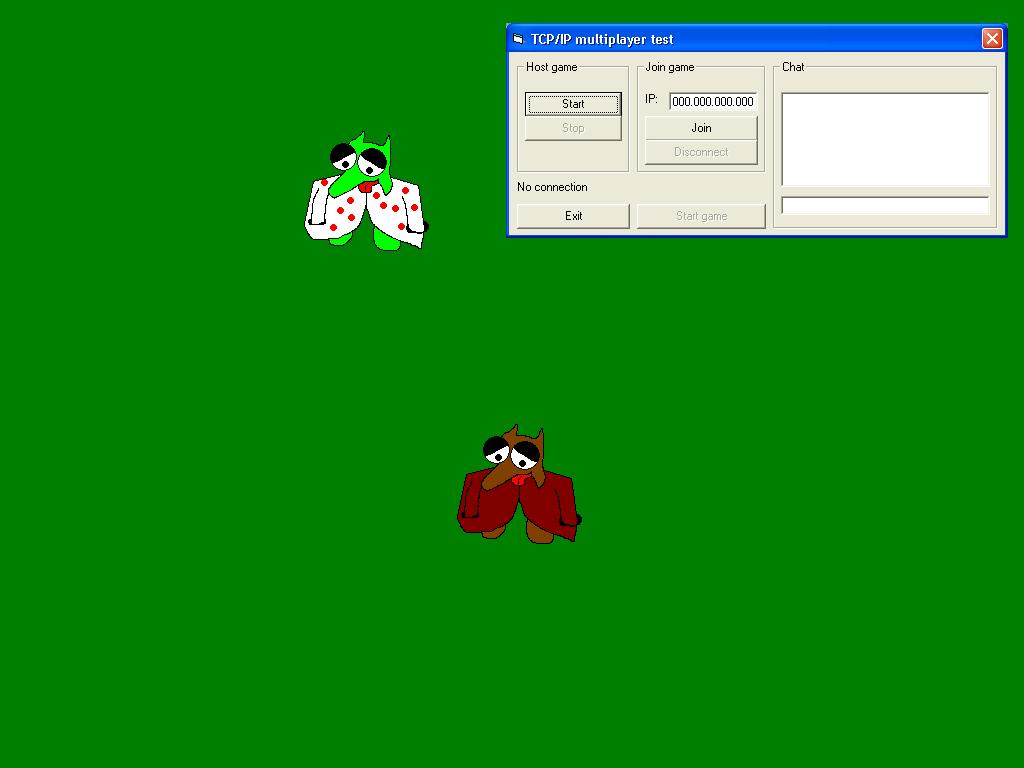 TCP/IP multiplayer test
Host game
Start
Stop
Join game
IP: 000.000.000.000
Join
Disconnect
Chat
No connection
Exit
Start game